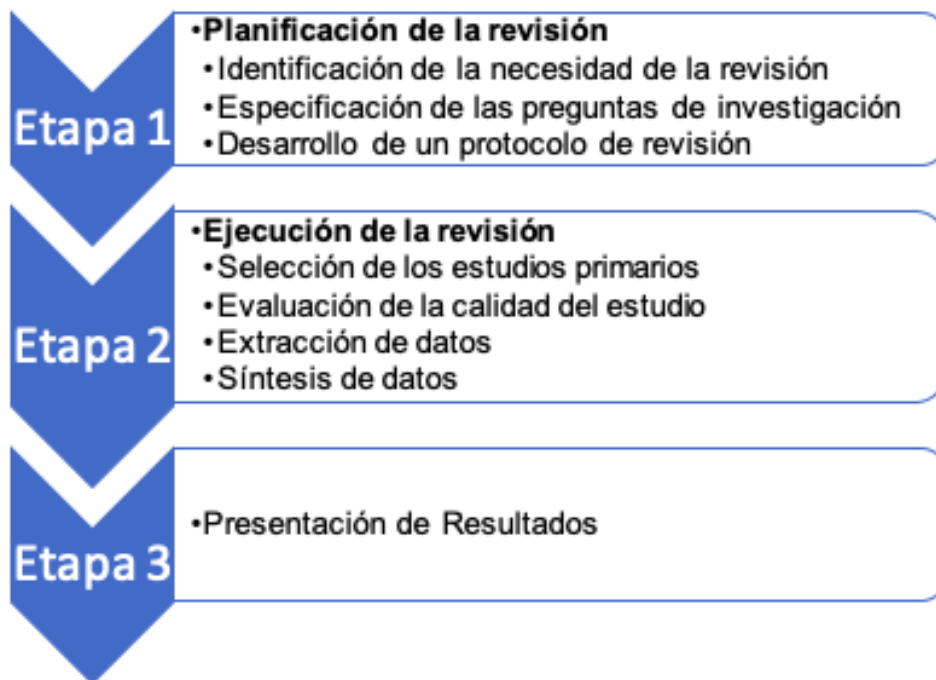 Etapa 1
•Planificación de la revisión
•Identificación de la necesidad de la revisión
•Especificación de las preguntas de investigación
•Desarrollo de un protocolo de revisión
Etapa 2
•Ejecución de la revisión
•Selección de los estudios primarios
•Evaluación de la calidad del estudio
•Extracción de datos
•Síntesis de datos
Etapa 3
•Presentación de Resultados